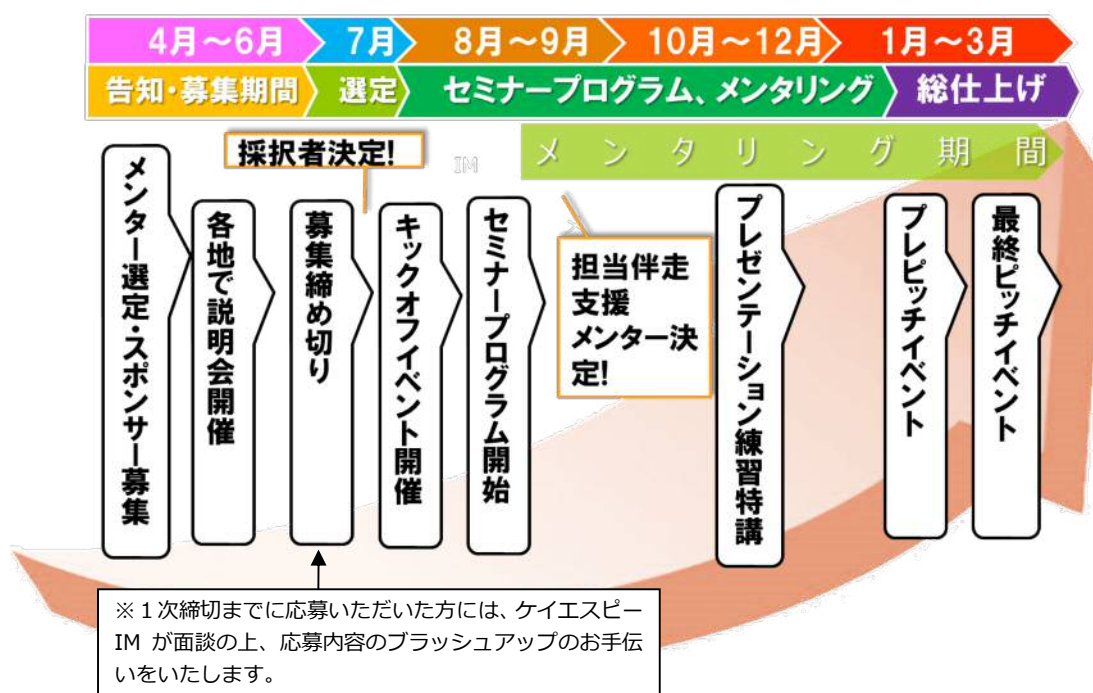 4月～6月
7月
8月～9月
10月～12月
1月～3月
告知・募集期間
選定
セミナープログラム、メンタリング
総仕上げ
メンタリング期間
採択者決定!
IM
メンター選定・スポンサー募集
各地で説明会開催
募集締め切り
キックオフイベント開催
セミナープログラム開始
担当伴走
支援
メンター決
定!
プレゼンテーション練習特講
プレピッチイベント
最終ピッチイベント
※１次締切までに応募いただいた方には、ケイエスピー
IM が面談の上、応募内容のブラッシュアップのお手伝
いをいたします。